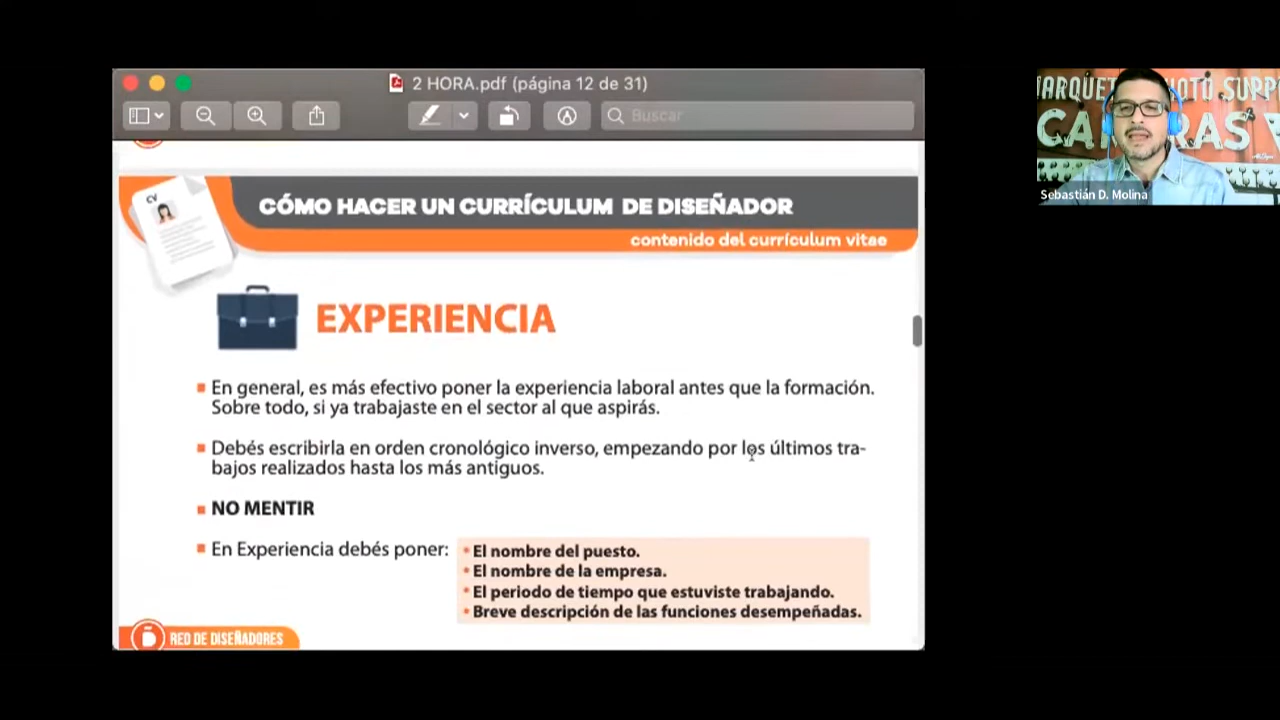 2 HORA.pdf (página 12 de 31)
Buscar
CV
CÓMO HACER UN CURRÍCULUM DE DISEÑADOR
contenido del currículum vitae
EXPERIENCIA
▪ En general, es más efectivo poner la experiencia laboral antes que la formación.
Sobre todo, si ya trabajaste en el sector al que aspirás.
▪ Debés escribirla en orden cronológico inverso, empezando por los últimos tra-
bajos realizados hasta los más antiguos.
▪ NO MENTIR
▪ En Experiencia debés poner:
* El nombre del puesto.
* El nombre de la empresa.
* El periodo de tiempo que estuviste trabajando.
* Breve descripción de las funciones desempeñadas.
RED DE DISEÑADORES
Sebastián D. Molina